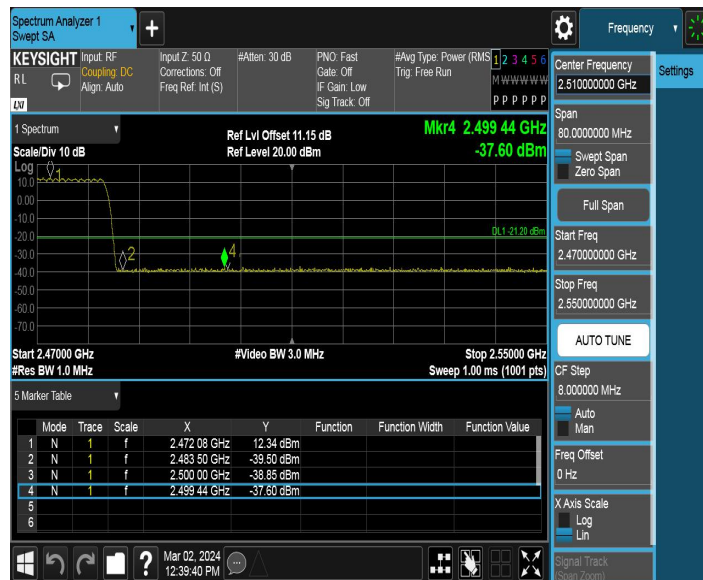 Spectrum Analyzer 1
Swept SA
+
Frequency
KEYSIGHT
RL
LXI
Input: RF
Coupling: DC
Align: Auto
Input Z: 50 Ω
Corrections: Off
Freq Ref: Int (S)
#Atten: 30 dB
PNO: Fast
Gate: Off
IF Gain: Low
Sig Track: Off
#Avg Type: Power (RMS
Trig: Free Run
1 2 3 4 5 6
M W W W W W
P P P P P P
Center Frequency
2.510000000 GHz
Settings
1 Spectrum
Scale/Div 10 dB
Ref Lvl Offset 11.15 dB
Ref Level 20.00 dBm
Mkr4 2.499 44 GHz
-37.60 dBm
Span
80.0000000 MHz
Swept Span
Zero Span
Log
10.0
0.00
-10.0
-20.0
-30.0
-40.0
-50.0
-60.0
-70.0
1
2
4
DL1 -21.20 dBm
Full Span
Start Freq
2.470000000 GHz
Stop Freq
2.550000000 GHz
AUTO TUNE
Start 2.47000 GHz
#Res BW 1.0 MHz
#Video BW 3.0 MHz
Stop 2.55000 GHz
Sweep 1.00 ms (1001 pts)
CF Step
8.000000 MHz
Auto
Man
5 Marker Table
Mode Trace Scale X Y Function Function Width Function Value
1 N 1 f 2.472 08 GHz 12.34 dBm
2 N 1 f 2.483 50 GHz -39.50 dBm
3 N 1 f 2.500 00 GHz -38.85 dBm
4 N 1 f 2.499 44 GHz -37.60 dBm
5
6
Freq Offset
0 Hz
X Axis Scale
Log
Lin
Signal Track
(Span Zoom)
?
Mar 02, 2024
12:39:40 PM